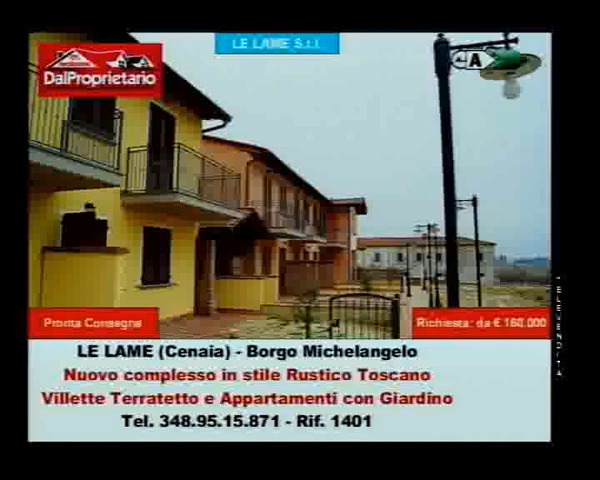 LE LAME S.r.l.
DalProprietario
A
Pronta Consegna
Richiesta: da € 160.000
LE LAME (Cenaia) - Borgo Michelangelo
Nuovo complesso in stile Rustico Toscano
Villette Terratetto e Appartamenti con Giardino
Tel. 348.95.15.871 - Rif. 1401